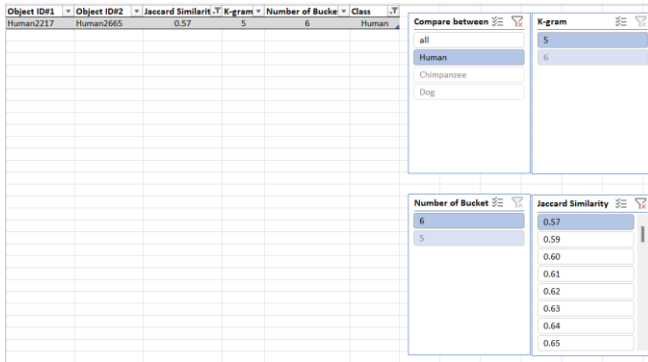 Object ID#1 Object ID#2 Jaccard Similarit K-gram Number of Bucke Class
Human2217 Human2665 0.57 5 6 Human
Compare between
all
Human
Chimpanzee
Dog
K-gram
5
6
Number of Bucket
6
5
Jaccard Similarity
0.57
0.59
0.60
0.61
0.62
0.63
0.64
0.65